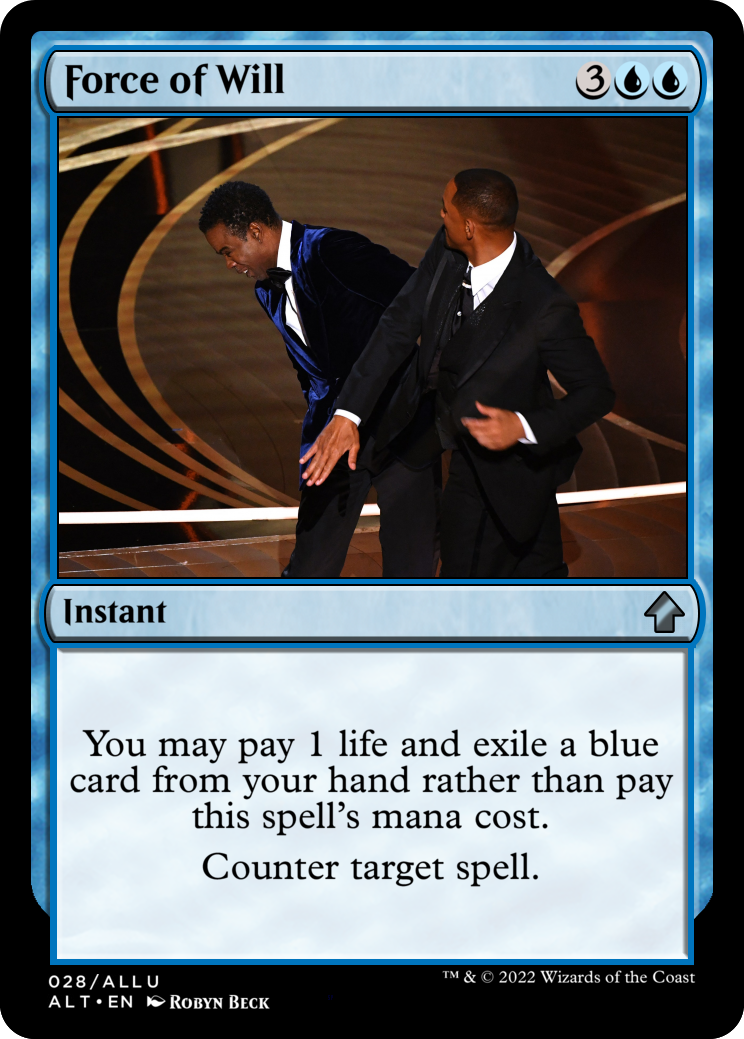 Force of Will 3
Instant
You may pay 1 life and exile a blue
card from your hand rather than pay
this spell's mana cost.
Counter target spell.
028/ALL U
™ & © 2022 Wizards of the Coast
ALT • EN Robyn Beck